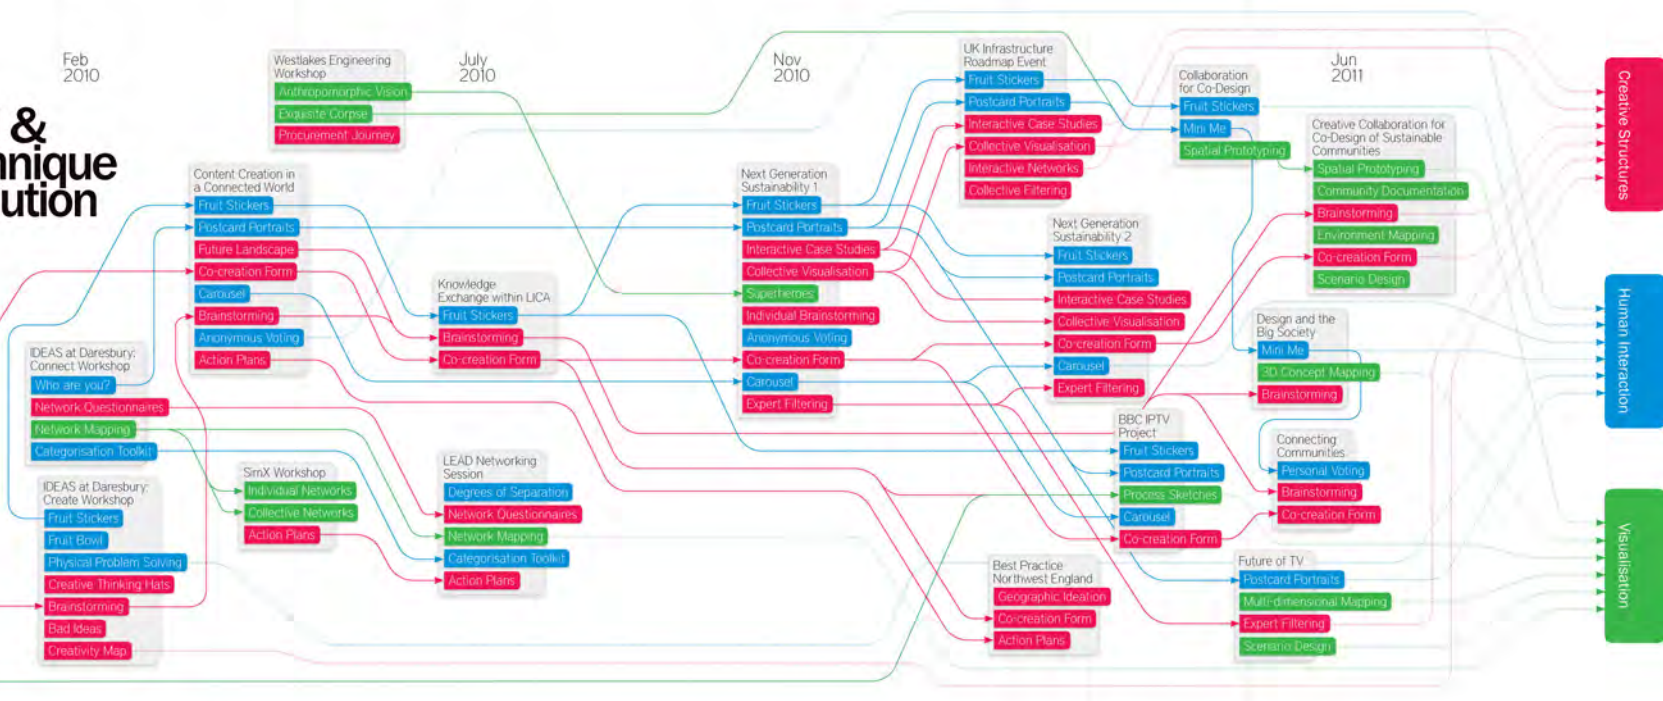 Feb
2010
July
2010
Nov
2010
Jun
2011
&
hnique
ution
Westlakes Engineering
Workshop
Anthropomorphic Vision
Exquisite Corpse
Procurement Journey
Content Creation in
a Connected World
Fruit Stickers
Postcard Portraits
Future Landscape
Co-creation Form
Carousel
Brainstorming
Anonymous Voting
Action Plans
IDEAS at Daresbury:
Connect Workshop
Who are you?
Network Questionnaires
Network Mapping
Categorisation Toolkit
IDEAS at Daresbury:
Create Workshop
Fruit Stickers
Fruit Bowl
Physical Problem Solving
Creative Thinking Hats
Brainstorming
Bad Ideas
Creativity Map
SimX Workshop
Individual Networks
Collective Networks
Action Plans
Knowledge
Exchange within LICA
Fruit Stickers
Brainstorming
Co-creation Form
LEAD Networking
Session
Degrees of Separation
Network Questionnaires
Network Mapping
Categorisation Toolkit
Action Plans
Next Generation
Sustainability 1
Fruit Stickers
Postcard Portraits
Interactive Case Studies
Collective Visualisation
Superheroes
Individual Brainstorming
Anonymous Voting
Co-creation Form
Carousel
Expert Filtering
UK Infrastructure
Roadmap Event
Fruit Stickers
Postcard Portraits
Interactive Case Studies
Collective Visualisation
Interactive Networks
Collective Filtering
Next Generation
Sustainability 2
Fruit Stickers
Postcard Portraits
Interactive Case Studies
Collective Visualisation
Co-creation Form
Carousel
Expert Filtering
BBC IPTV
Project
Fruit Stickers
Postcard Portraits
Process Sketches
Carousel
Co-creation Form
Best Practice
Northwest England
Geographic Ideation
Co-creation Form
Action Plans
Collaboration
for Co-Design
Fruit Stickers
Mini Me
Spatial Prototyping
Creative Collaboration for
Co-Design of Sustainable
Communities
Spatial Prototyping
Community Documentation
Brainstorming
Environment Mapping
Co-creation Form
Scenario Design
Design and the
Big Society
Mini Me
3D Concept Mapping
Brainstorming
Connecting
Communities
Personal Voting
Brainstorming
Co-creation Form
Future of TV
Postcard Portraits
Multi-dimensional Mapping
Expert Filtering
Scenario Design
Creative Structures
Human Interaction
Visualisation